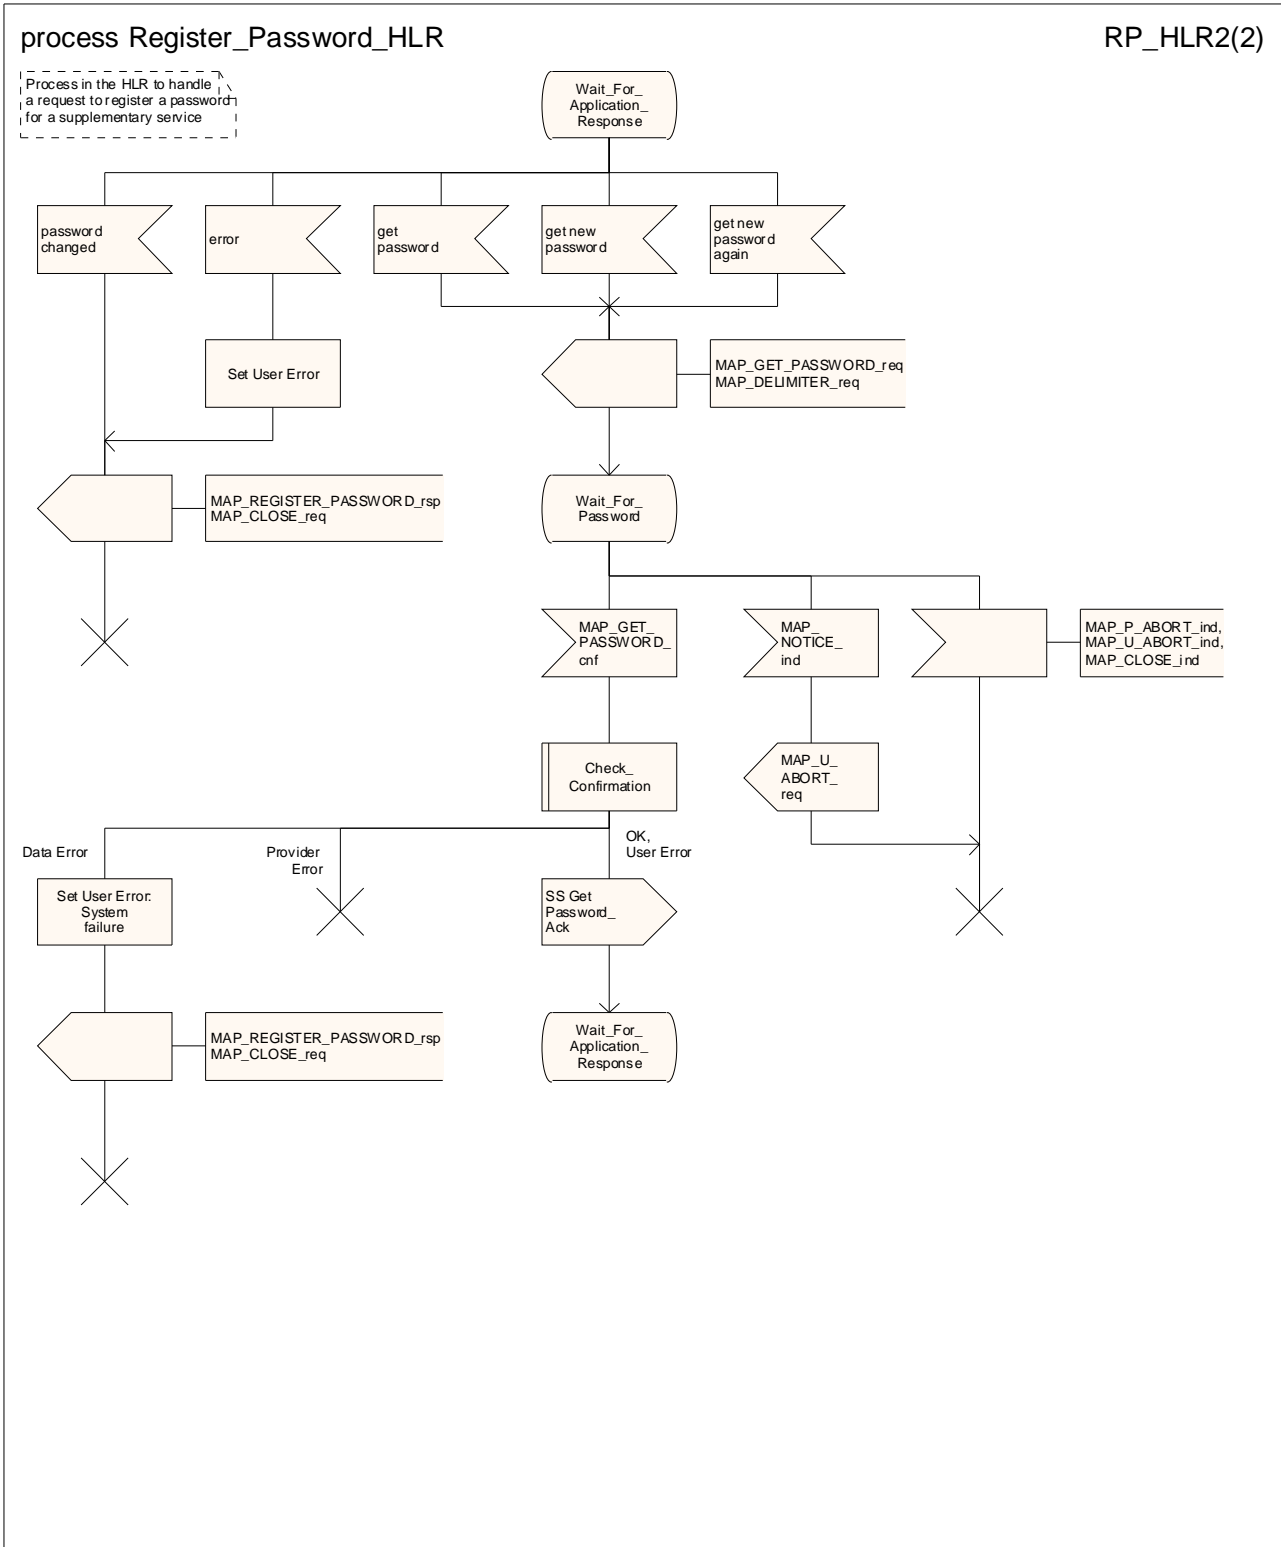 process Register_Password_HLR
RP_HLR2(2)
Process in the HLR to handle
a request to register a password
for a supplementary service
Wait_For_
Application_
Response
password
changed
error
get
password
get new
password
get new
password
again
Set User Error
MAP_GET_PASSWORD_req
MAP_DELIMITER_req
MAP_REGISTER_PASSWORD_rsp
MAP_CLOSE_req
Wait_For_
Password
MAP_GET_
PASSWORD_
cnf
MAP_
NOTICE_
ind
MAP_P_ABORT_ind,
MAP_U_ABORT_ind,
MAP_CLOSE_ind
Check_
Confirmation
MAP_U_
ABORT_
req
Data Error
Provider
Error
OK,
User Error
Set User Error:
System
failure
SS Get
Password_
Ack
MAP_REGISTER_PASSWORD_rsp
MAP_CLOSE_req
Wait_For_
Application_
Response